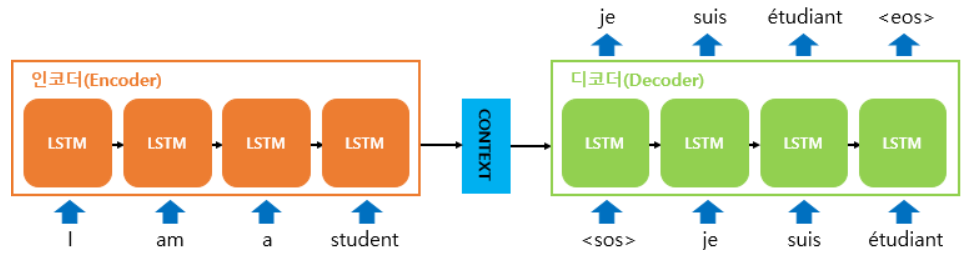 je suis étudiant <eos>
인코더(Encoder)
디코더(Decoder)
LSTM LSTM LSTM LSTM
CONTEXT
LSTM LSTM LSTM LSTM
I am a student
<sos> je suis étudiant